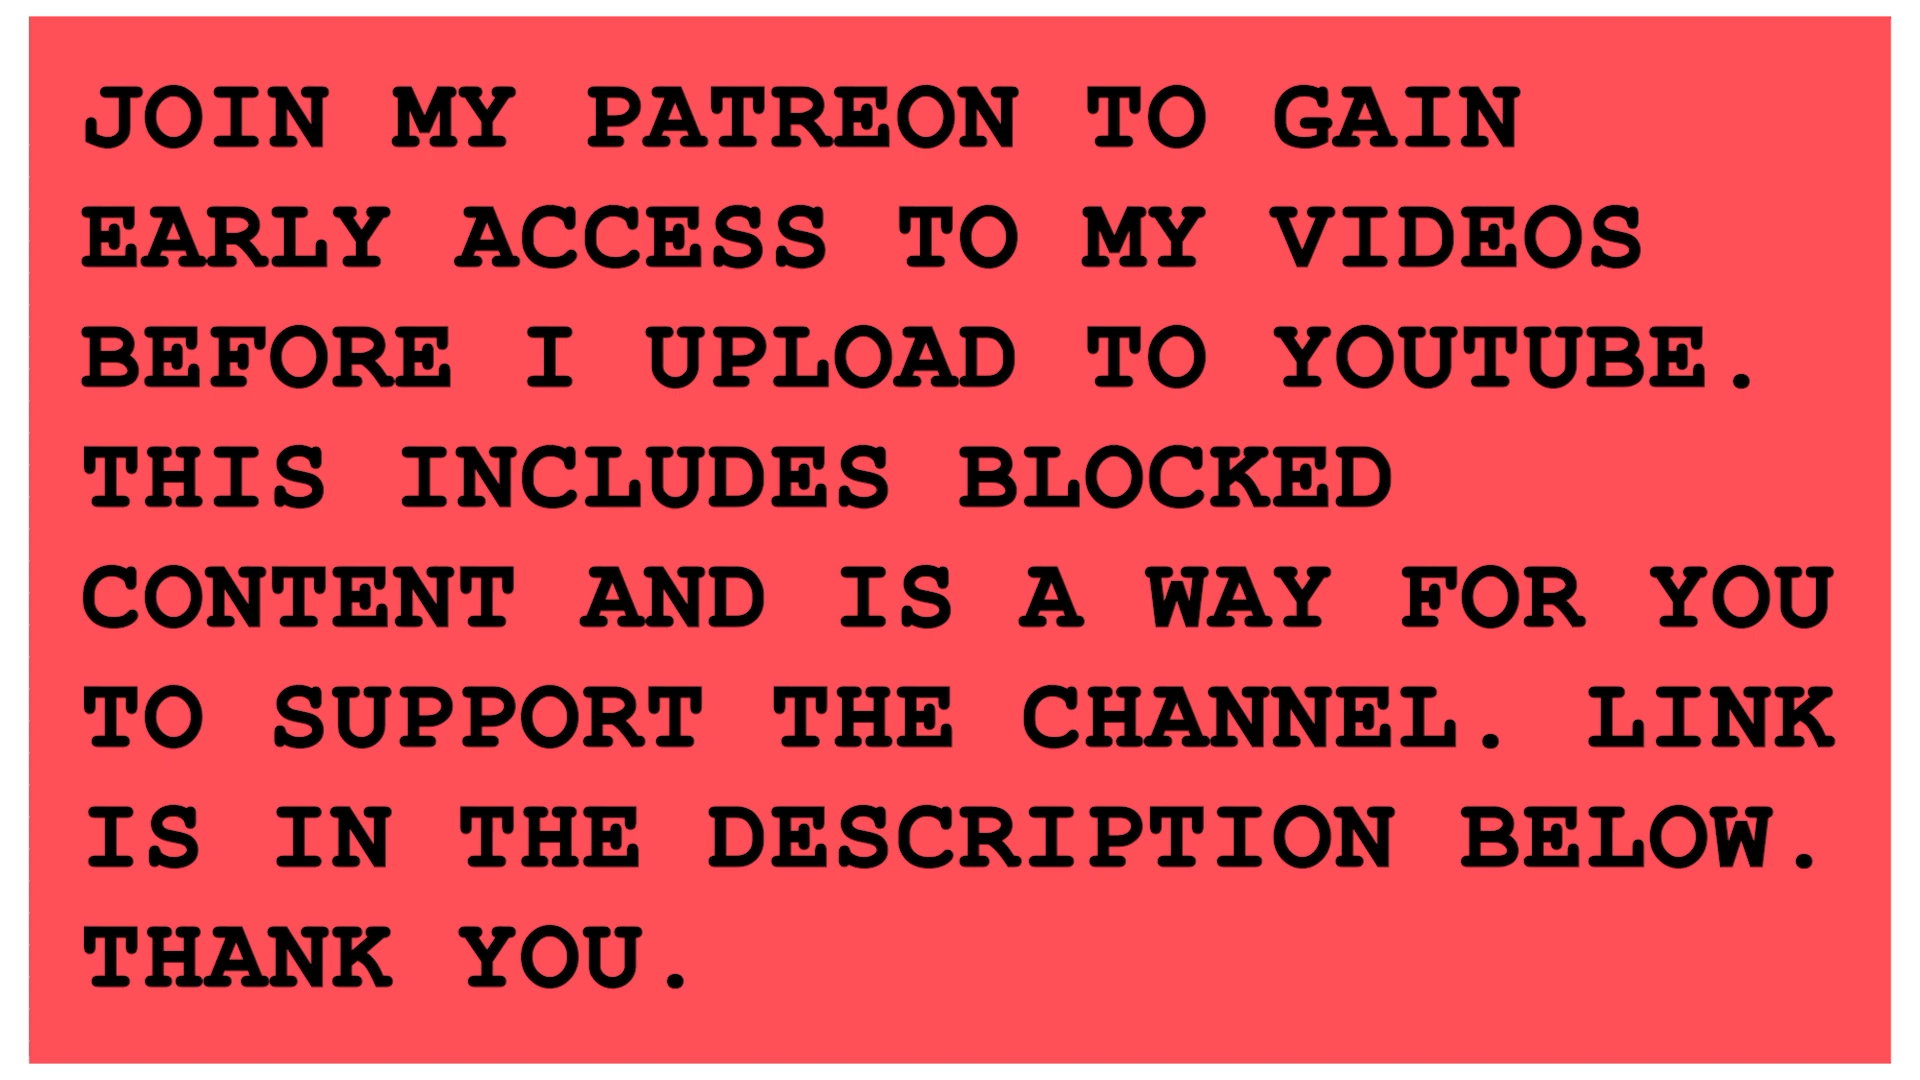 JOIN MY PATREON TO GAIN
EARLY ACCESS TO MY VIDEOS
BEFORE I UPLOAD TO YOUTUBE.
THIS INCLUDES BLOCKED
CONTENT AND IS A WAY FOR YOU
TO SUPPORT THE CHANNEL. LINK
IS IN THE DESCRIPTION BELOW.
THANK YOU.